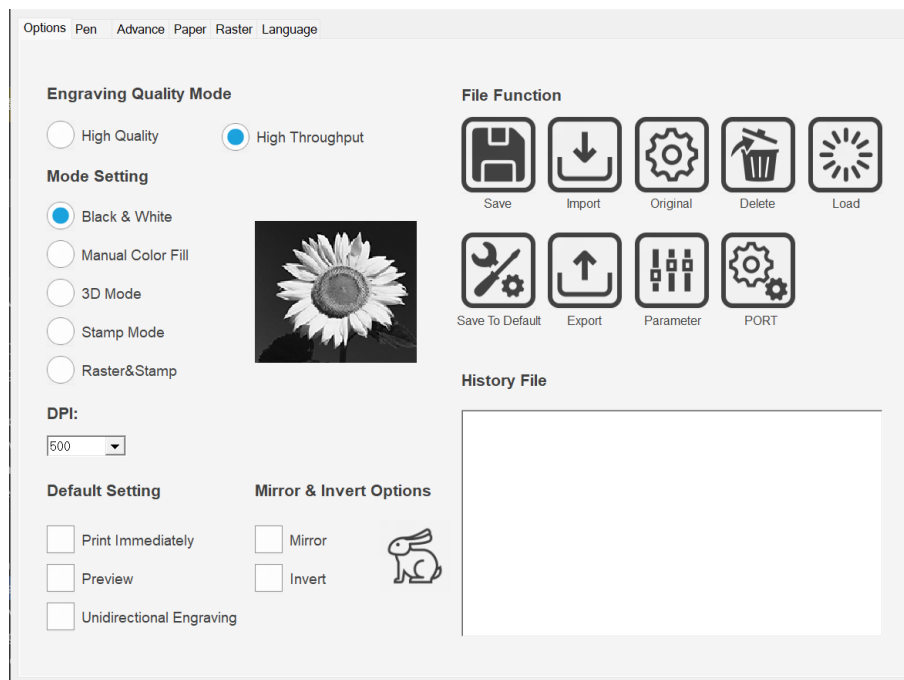 Options Pen Advance Paper Raster Language
Engraving Quality Mode
High Quality
High Throughput
Mode Setting
Black & White
Manual Color Fill
3D Mode
Stamp Mode
Raster&Stamp
DPI:
500
Default Setting
Print Immediately
Preview
Unidirectional Engraving
Mirror & Invert Options
Mirror
Invert
File Function
Save Import Original Delete Load
Save To Default Export Parameter PORT
History File